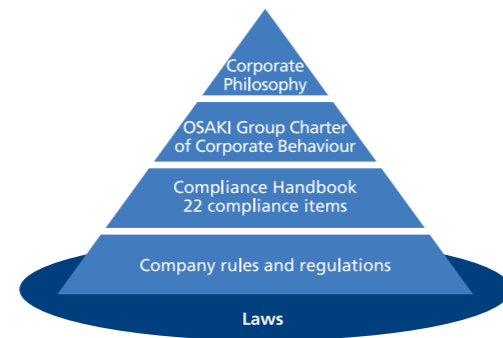 Corporate
Philosophy
OSAKI Group Charter
of Corporate Behaviour
Compliance Handbook
22 compliance items
Company rules and regulations
Laws